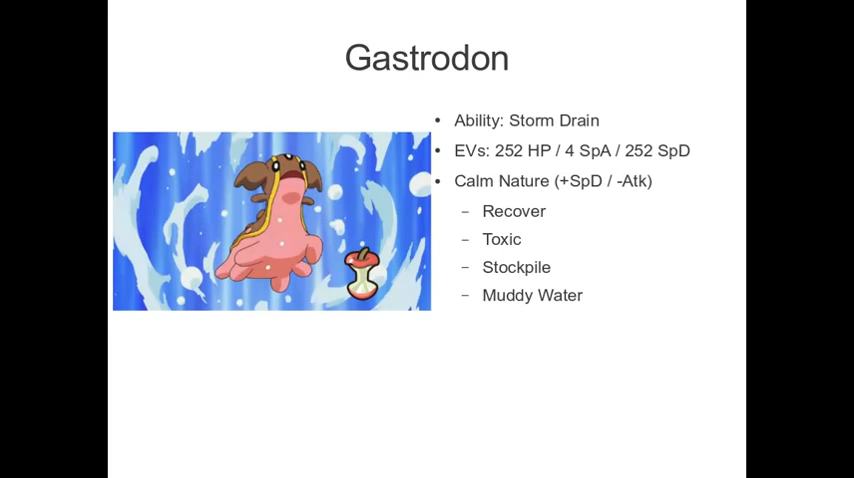 Gastrodon
• Ability: Storm Drain
• EVs: 252 HP / 4 SpA / 252 SpD
• Calm Nature (+SpD / -Atk)
– Recover
– Toxic
– Stockpile
– Muddy Water